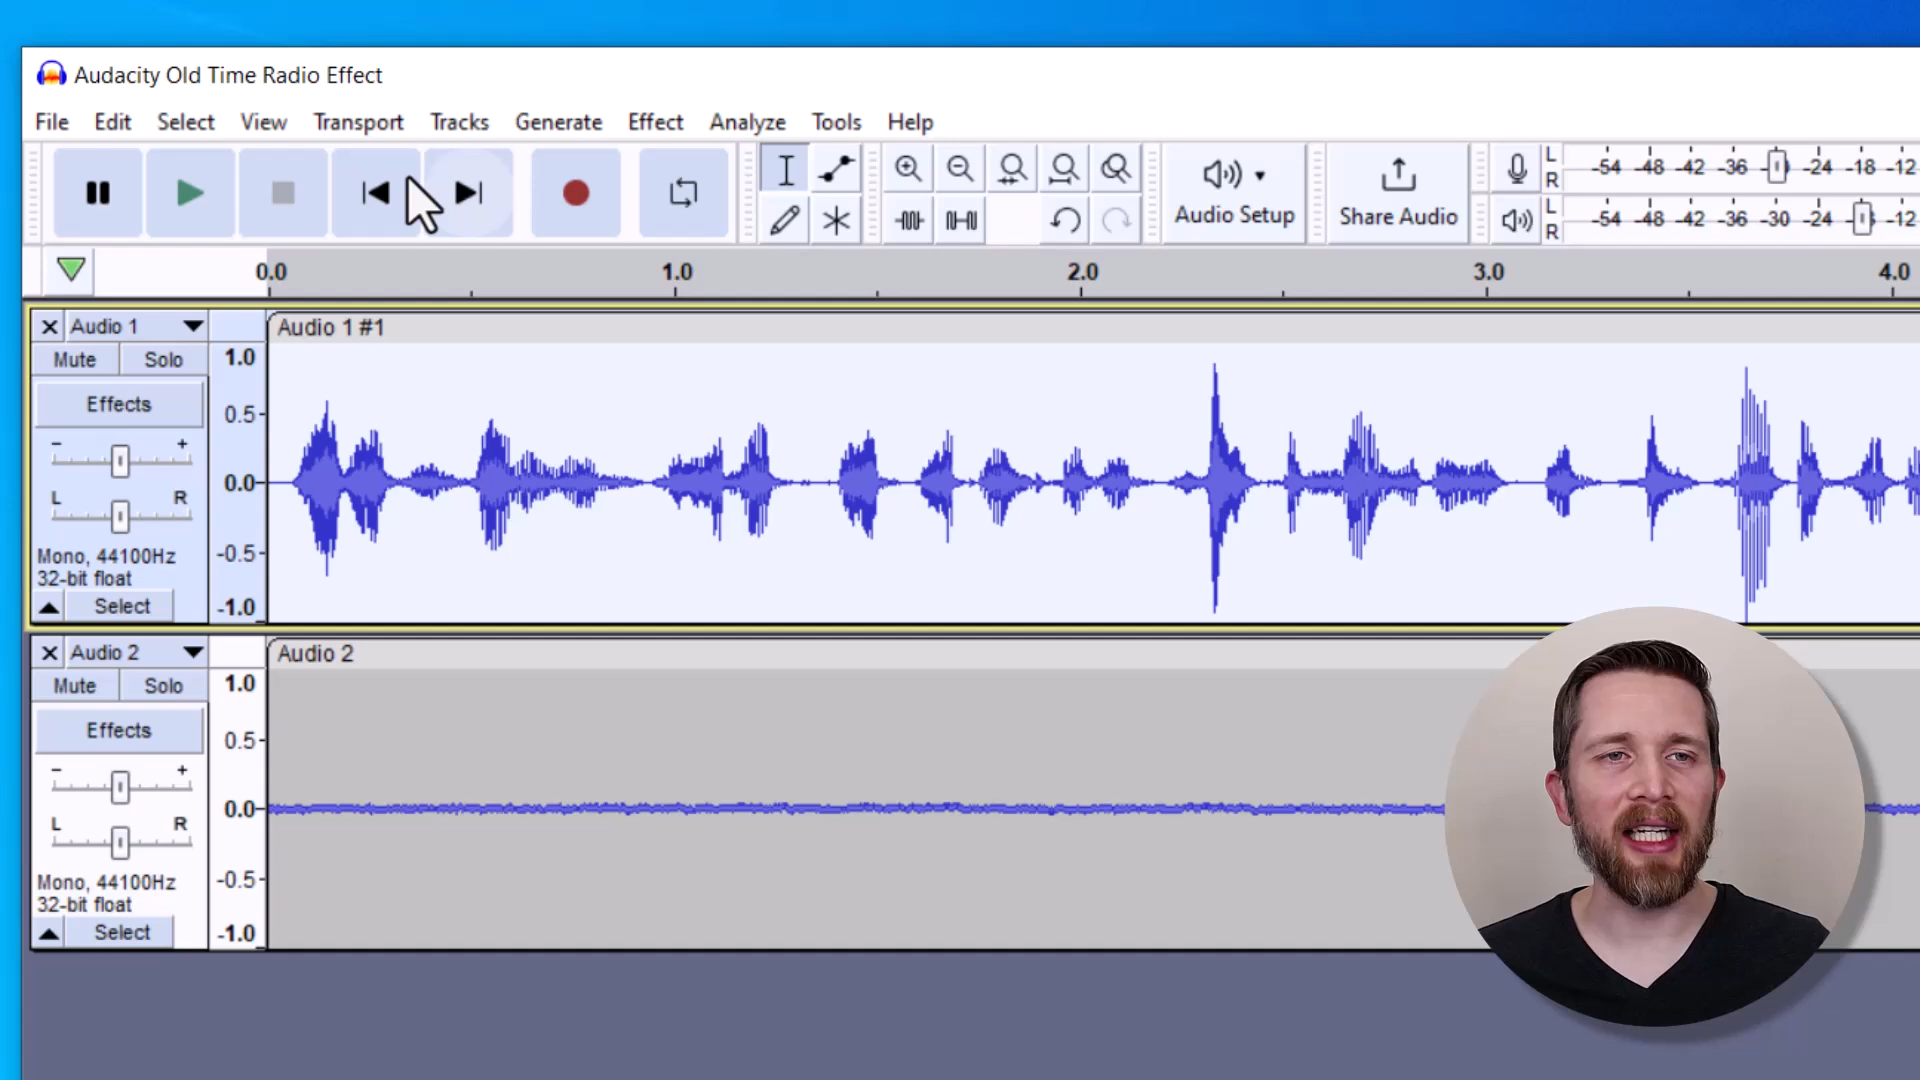 Audacity Old Time Radio Effect
File Edit Select View Transport Tracks Generate Effect Analyze Tools Help
L -54 -48 -42 -36 -24 -18 -12
R
Audio Setup
Share Audio
L -54 -48 -42 -36 -30 -24 -12
R
0.0 1.0 2.0 3.0 4.0
Audio 1
Audio 1 #1
Mute Solo
1.0
Effects
0.5
- +
0.0
L R
-0.5
Mono, 44100Hz
32-bit float
Select
-1.0
Audio 2
Audio 2
Mute Solo
1.0
Effects
0.5
- +
0.0
L R
-0.5
Mono, 44100Hz
32-bit float
Select
-1.0